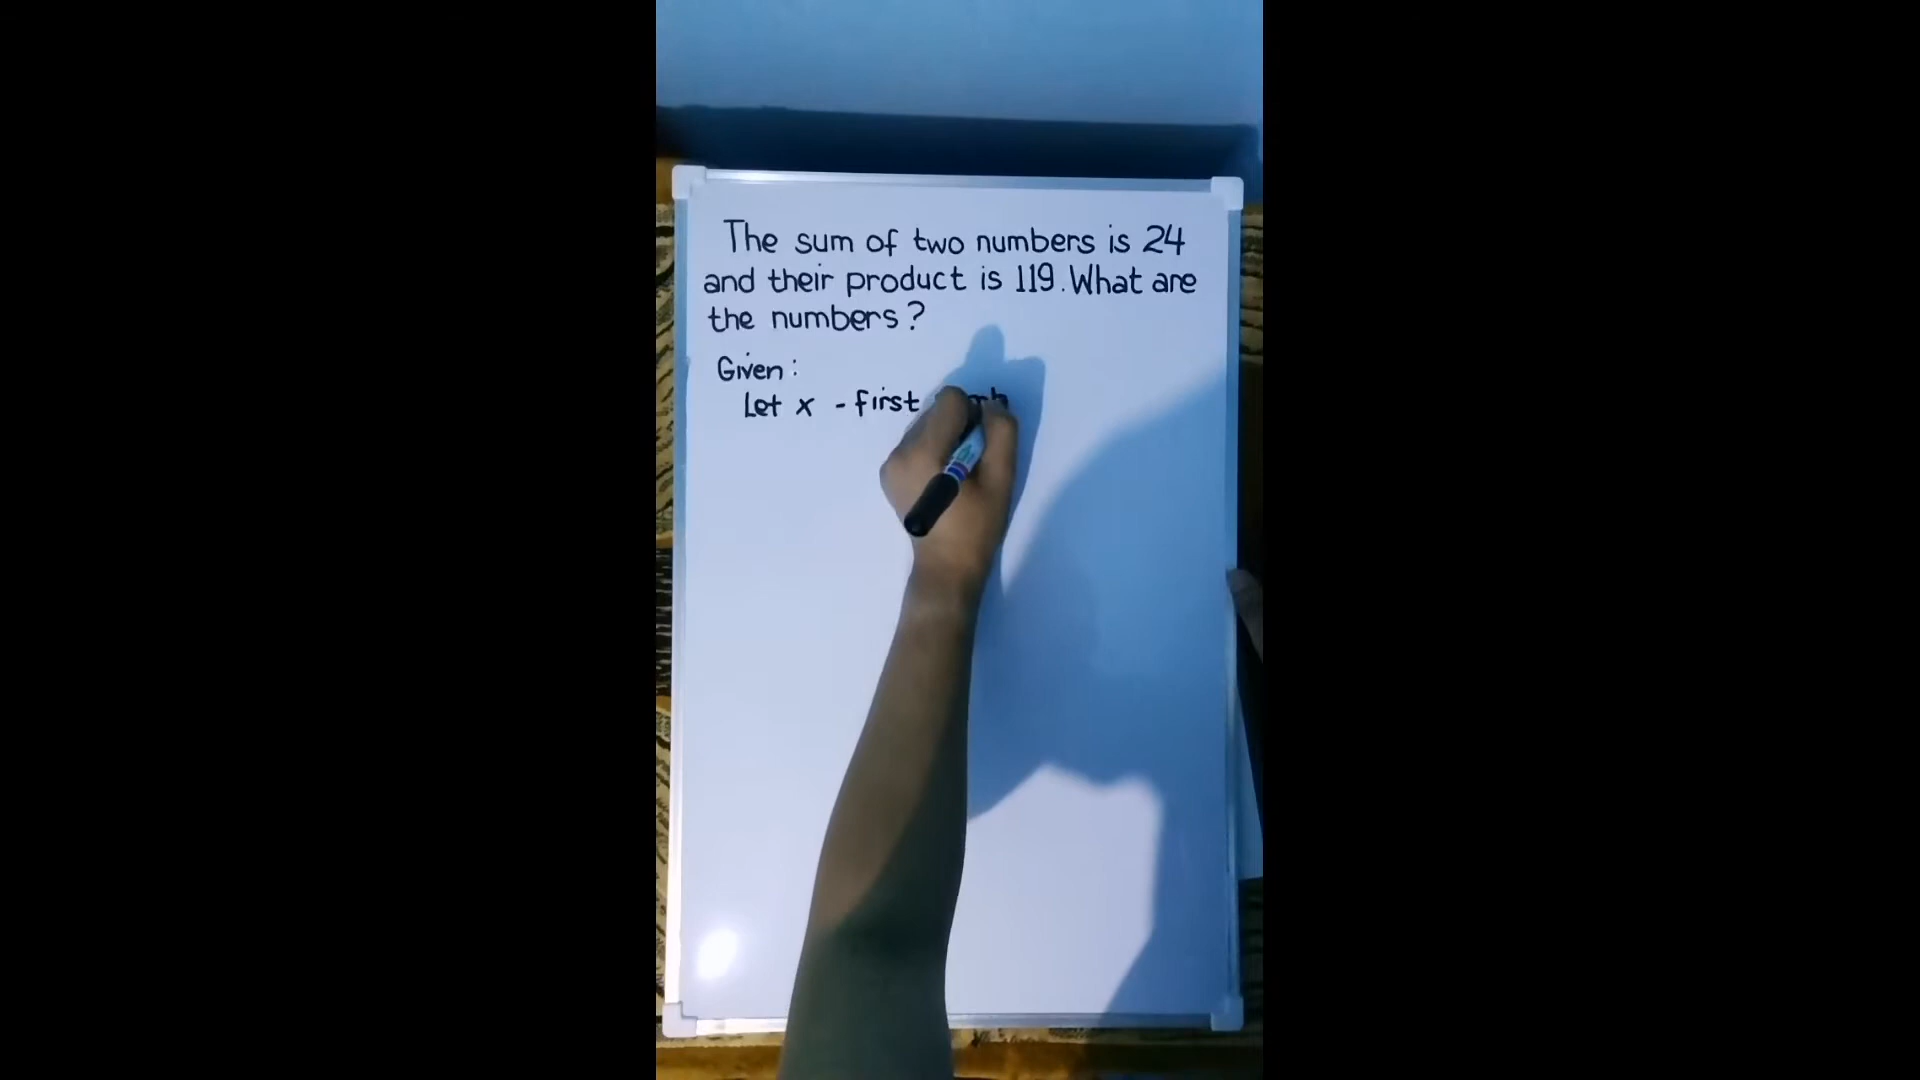 The sum of two numbers is 24
and their product is 119. What are
the numbers?
Given:
Let x - first